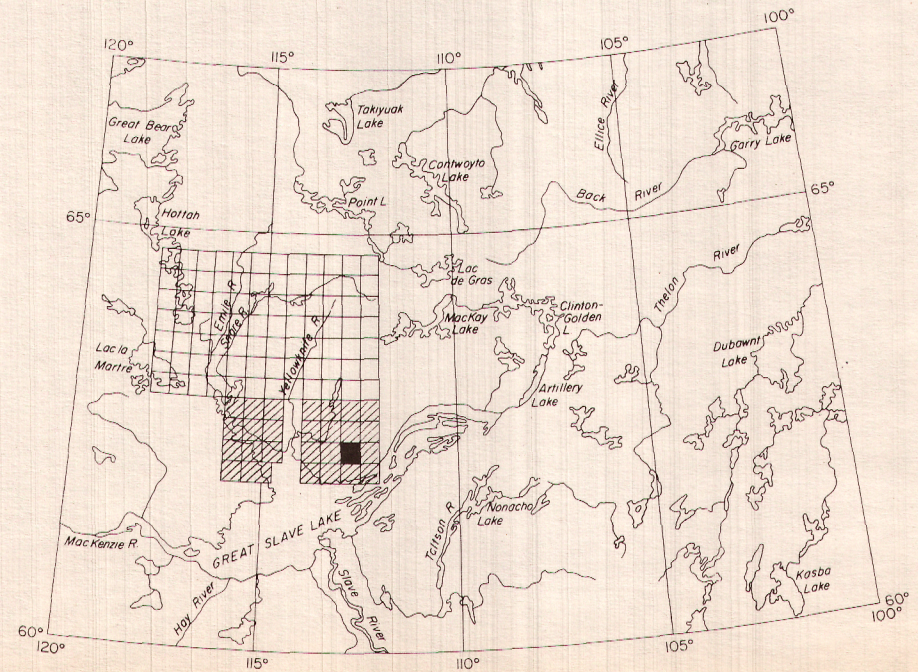 100°
120°
115°
110°
105°
Takiyuak
Lake
Ellice River
Great Bear
Lake
Garry Lake
Contwoyto
Lake
Back River
65°
Point L
Hottah
Lake
65°
River
Thelon
Lac
de Gras
Emile R
Snare R.
Yellowknife R
MacKay
Lake
Clinton-
Golden
L
Dubawnt
Lake
Lac la
Martre
Artillery
Lake
Nonacho
Lake
Taltson R
GREAT SLAVE LAKE
MacKenzie R.
Slave River
Hay River
Kasba
Lake
60°
100°
60°
120°
115°
110°
105°